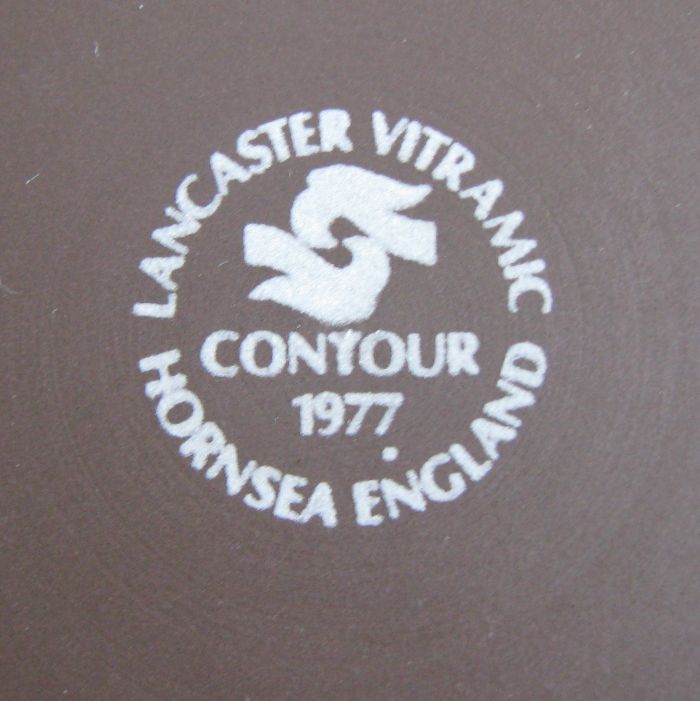 LANCASTER VITRAMIC
CONTOUR
1977
HORNSEA ENGLAND